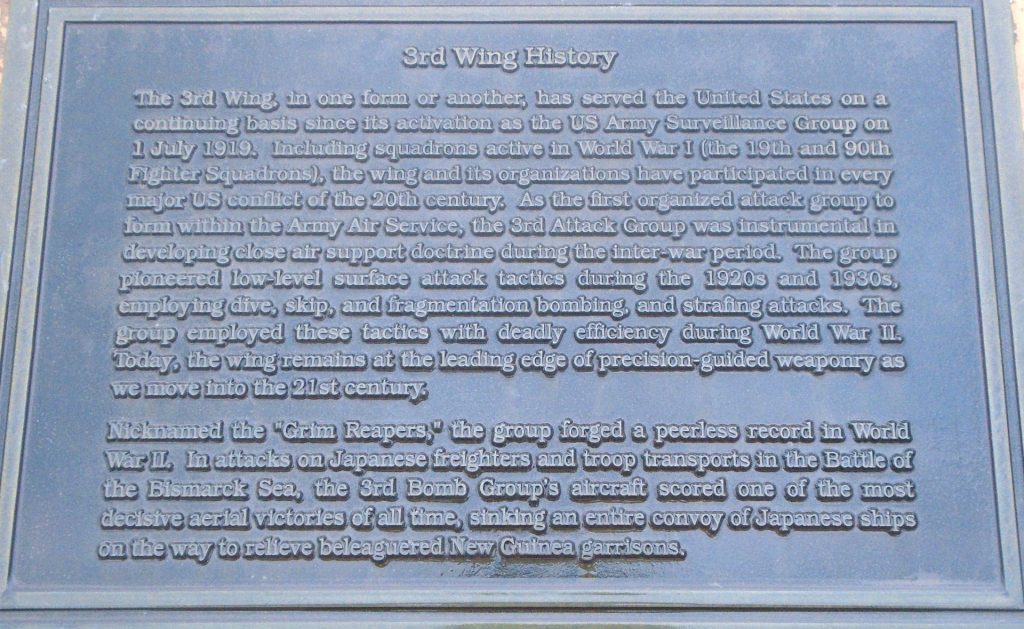 3rd Wing History
The 3rd Wing, in one form or another, has served the United States on a
continuing basis since its activation as the US Army Surveillance Group on
1 July 1919. Including squadrons active in World War I (the 19th and 90th
Fighter Squadrons), the wing and its organizations have participated in every
major US conflict of the 20th century. As the first organized attack group to
form within the Army Air Service, the 3rd Attack Group was instrumental in
developing close air support doctrine during the inter-war period. The group
pioneered low-level surface attack tactics during the 1920s and 1930s,
employing dive, skip, and fragmentation bombing, and strafing attacks. The
group employed these tactics with deadly efficiency during World War II.
Today, the wing remains at the leading edge of precision-guided weaponry as
we move into the 21st century.
Nicknamed the "Grim Reapers," the group forged a peerless record in World
War II. In attacks on Japanese freighters and troop transports in the Battle of
the Bismarck Sea, the 3rd Bomb Group's aircraft scored one of the most
decisive aerial victories of all time, sinking an entire convoy of Japanese ships
on the way to relieve beleaguered New Guinea garrisons.